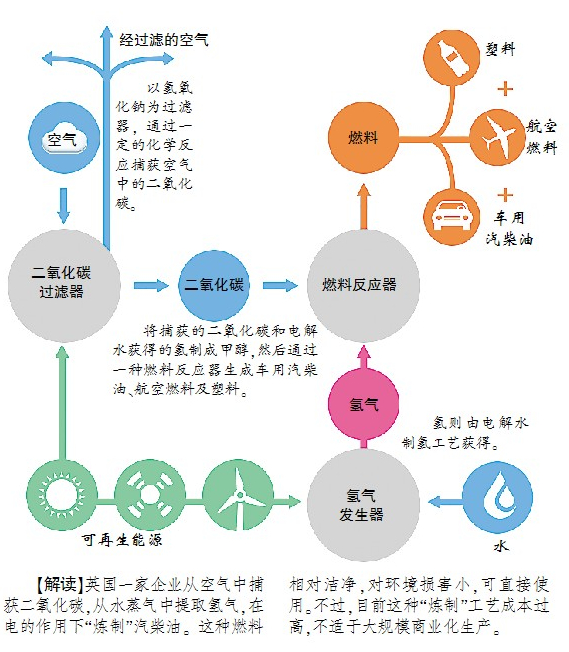 经过滤的空气
以氢氧
化钠为过滤
器，通过一
定的化学反
应捕获空气
中的二氧化
碳。
空气
塑料
燃料
航空
燃料
车用
汽柴油
二氧化碳
过滤器
二氧化碳
燃料反应器
将捕获的二氧化碳和电解
水获得的氢制成甲醇,然后通过
一种燃料反应器生成车用汽柴
油、航空燃料及塑料。
氢气
氢则由电解水
制氢工艺获得。
可再生能源
氢气
发生器
水
【解读】英国一家企业从空气中捕
获二氧化碳,从水蒸气中提取氢气,在
电的作用下“炼制”汽柴油。这种燃料
相对洁净,对环境损害小,可直接使
用。不过,目前这种“炼制”工艺成本过
高,不适于大规模商业化生产。